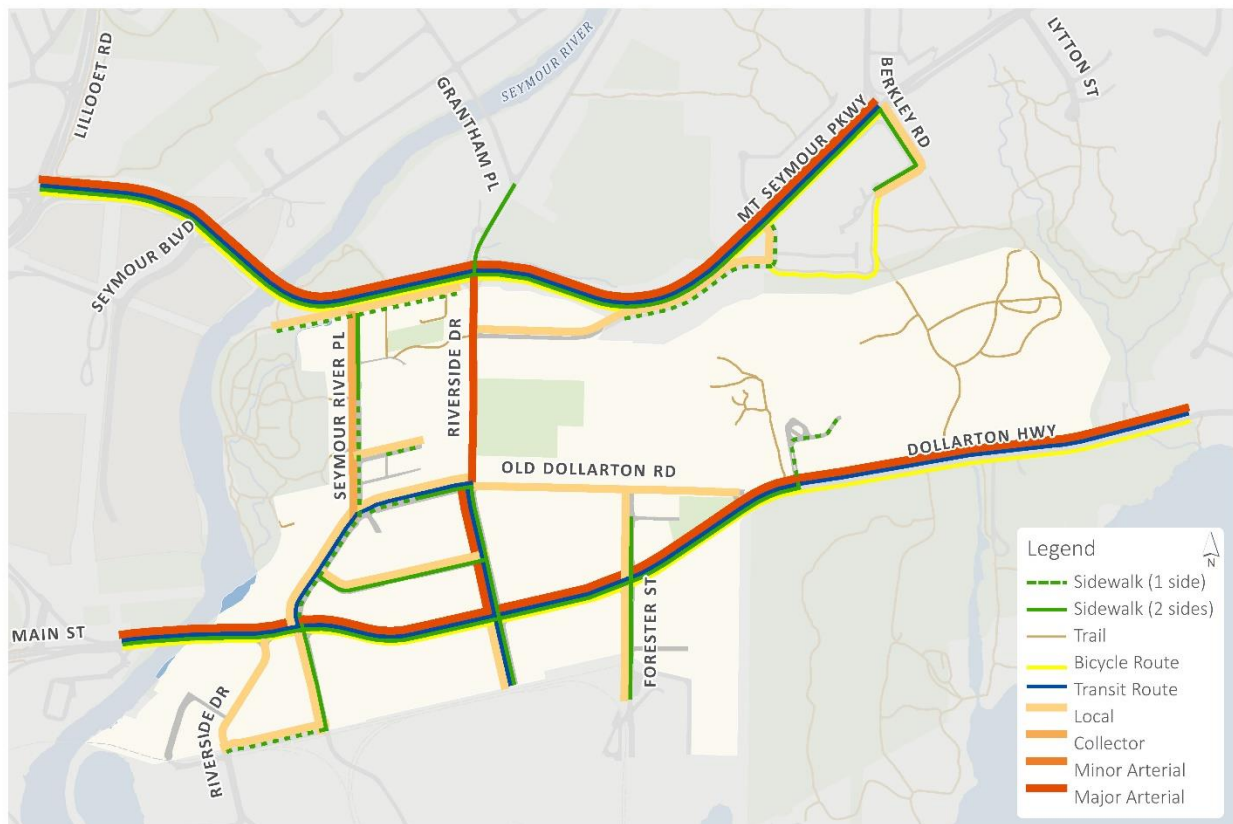 LILLOOET RD
SEYMOUR RIVER
GRANTHAM PL
BERKLEY RD
LYTTON ST
MT SEYMOUR PKWY
SEYMOUR BLVD
SEYMOUR RIVER PL
RIVERSIDE DR
OLD DOLLARTON RD
DOLLARTON HWY
MAIN ST
RIVERSIDE DR
FORESTER ST
Legend
N
Sidewalk (1 side)
Sidewalk (2 sides)
Trail
Bicycle Route
Transit Route
Local
Collector
Minor Arterial
Major Arterial